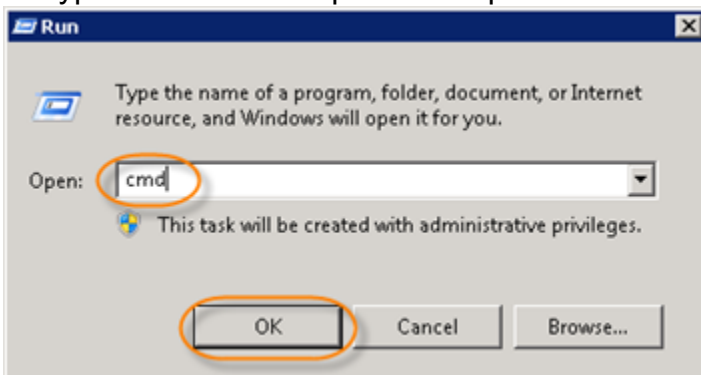 Run
Type the name of a program, folder, document, or Internet
resource, and Windows will open it for you.
Open: cmd
This task will be created with administrative privileges.
OK Cancel Browse...